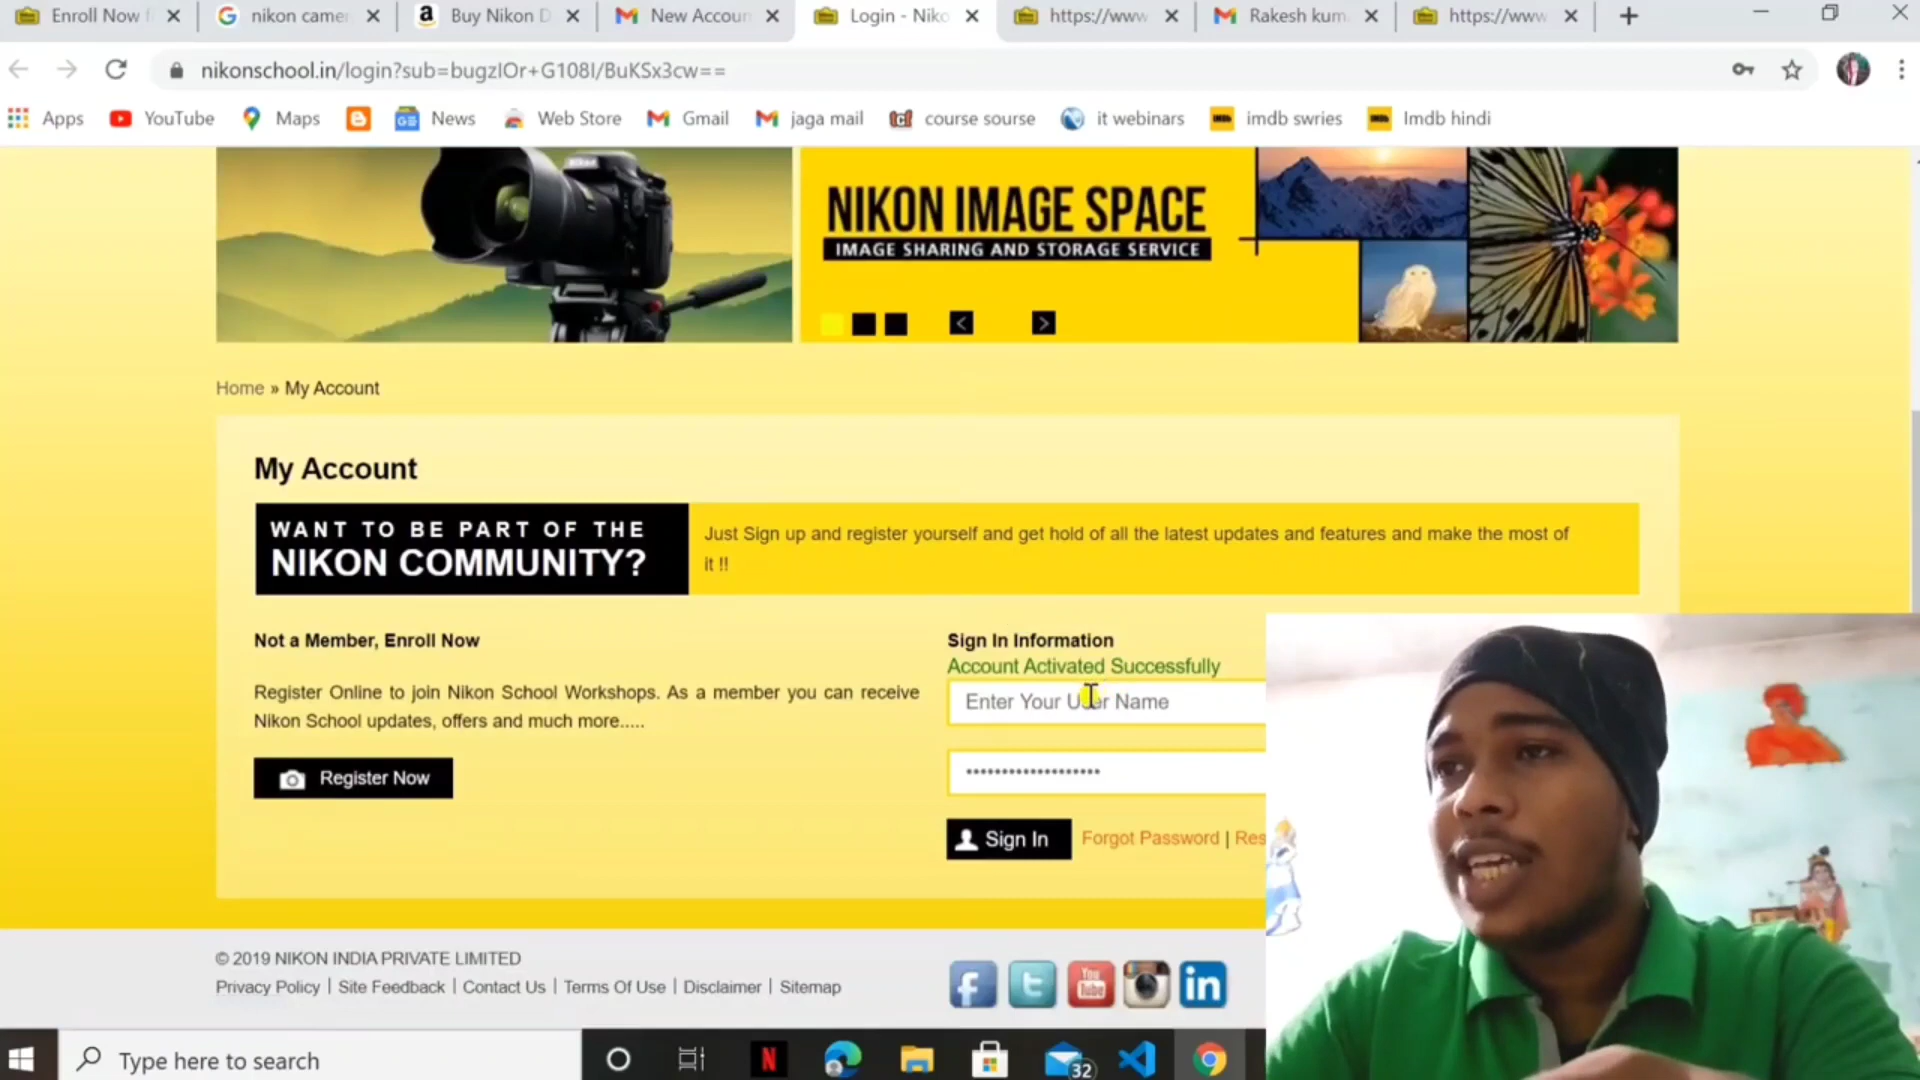 Enroll Now f
nikon camer
Buy Nikon D
New Accoun
Login - Niko
https://www
Rakesh kum
https://www
nikonschool.in/login?sub=bugzIOr+G108I/BuKSx3cw==
Apps
YouTube
Maps
News
Web Store
Gmail
jaga mail
course sourse
it webinars
imdb swries
Imdb hindi
NIKON IMAGE SPACE
IMAGE SHARING AND STORAGE SERVICE
Home » My Account
My Account
WANT TO BE PART OF THE
NIKON COMMUNITY?
Just Sign up and register yourself and get hold of all the latest updates and features and make the most of
it !!
Not a Member, Enroll Now
Register Online to join Nikon School Workshops. As a member you can receive
Nikon School updates, offers and much more.....
Register Now
Sign In Information
Account Activated Successfully
Enter Your User Name
Sign In
Forgot Password | Res
© 2019 NIKON INDIA PRIVATE LIMITED
Privacy Policy | Site Feedback | Contact Us | Terms Of Use | Disclaimer | Sitemap
You
Tube
Type here to search
32